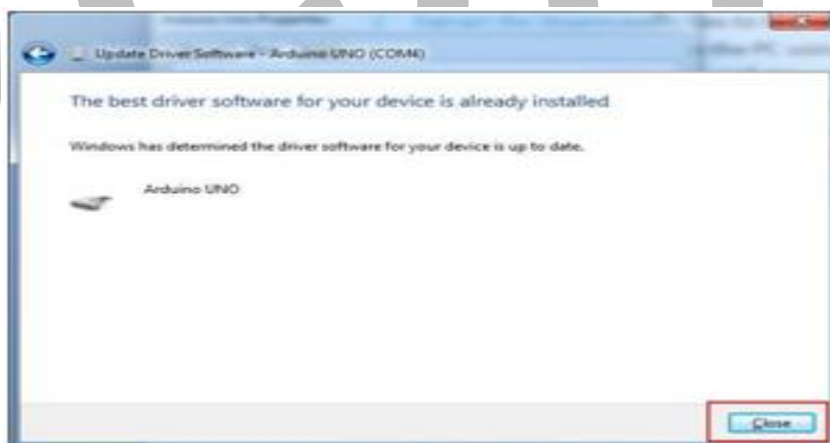 Update Driver Software - Arduino UNO (COM4)
The best driver software for your device is already installed
Windows has determined the driver software for your device is up to date.
Arduino UNO
Close